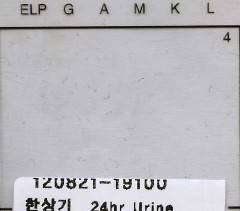 ELP G A M K L
4
120821-19100
한상기 24hr Urine